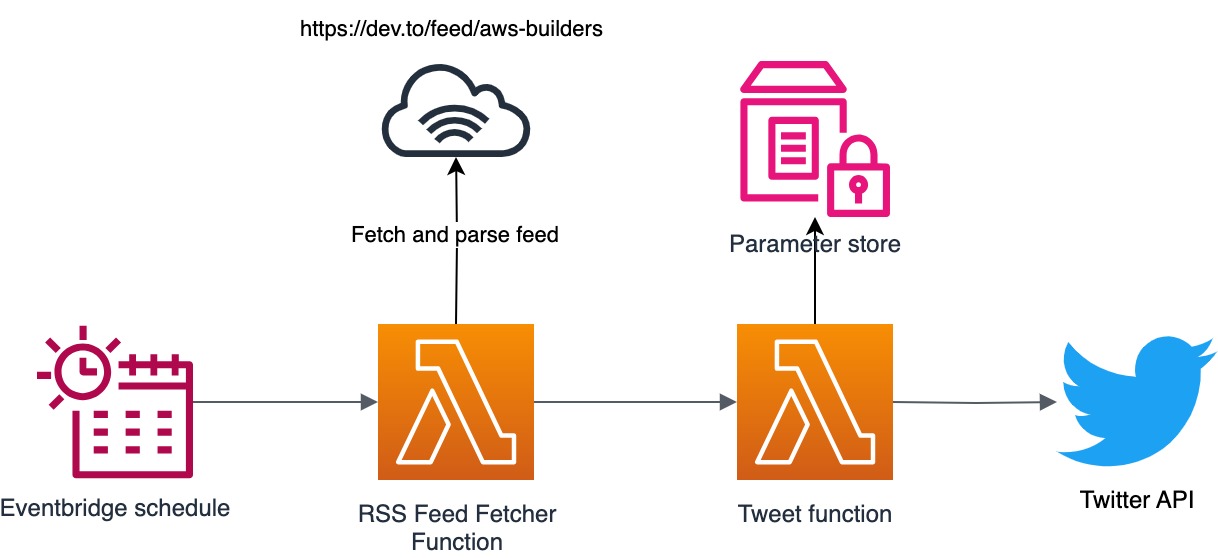 https://dev.to/feed/aws-builders
Fetch and parse feed
Parameter store
Eventbridge schedule
RSS Feed Fetcher
Function
Tweet function
Twitter API